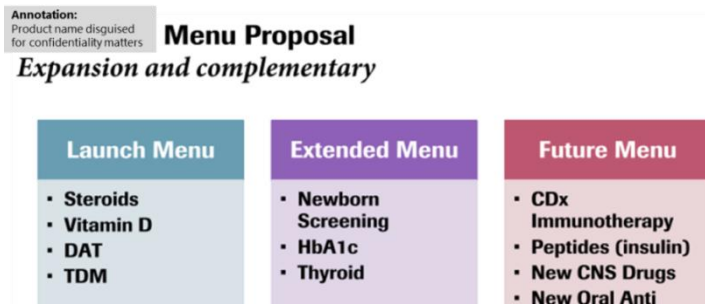 Annotation:
Product name disguised
for confidentiality matters
Menu Proposal
Expansion and complementary
Launch Menu
▪ Steroids
▪ Vitamin D
▪ DAT
▪ TDM
Extended Menu
▪ Newborn
Screening
▪ HbA1c
▪ Thyroid
Future Menu
▪ CDx
Immunotherapy
▪ Peptides (insulin)
▪ New CNS Drugs
▪ New Oral Anti